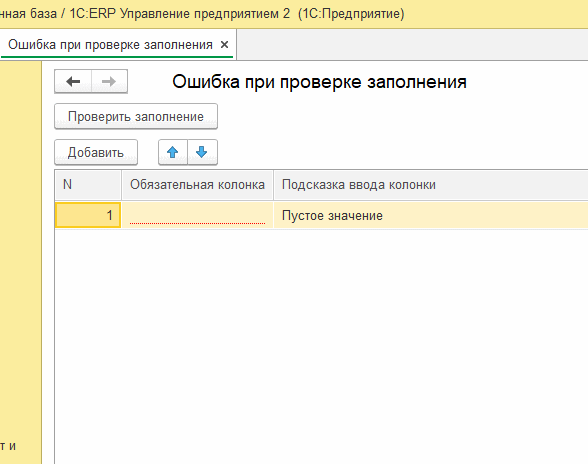 нная база / 1С:ERP Управление предприятием 2 (1С:Предприятие)
Ошибка при проверке заполнения ×
Ошибка при проверке заполнения
Проверить заполнение
Добавить
N Обязательная колонка Подсказка ввода колонки
1 Пустое значение
т и